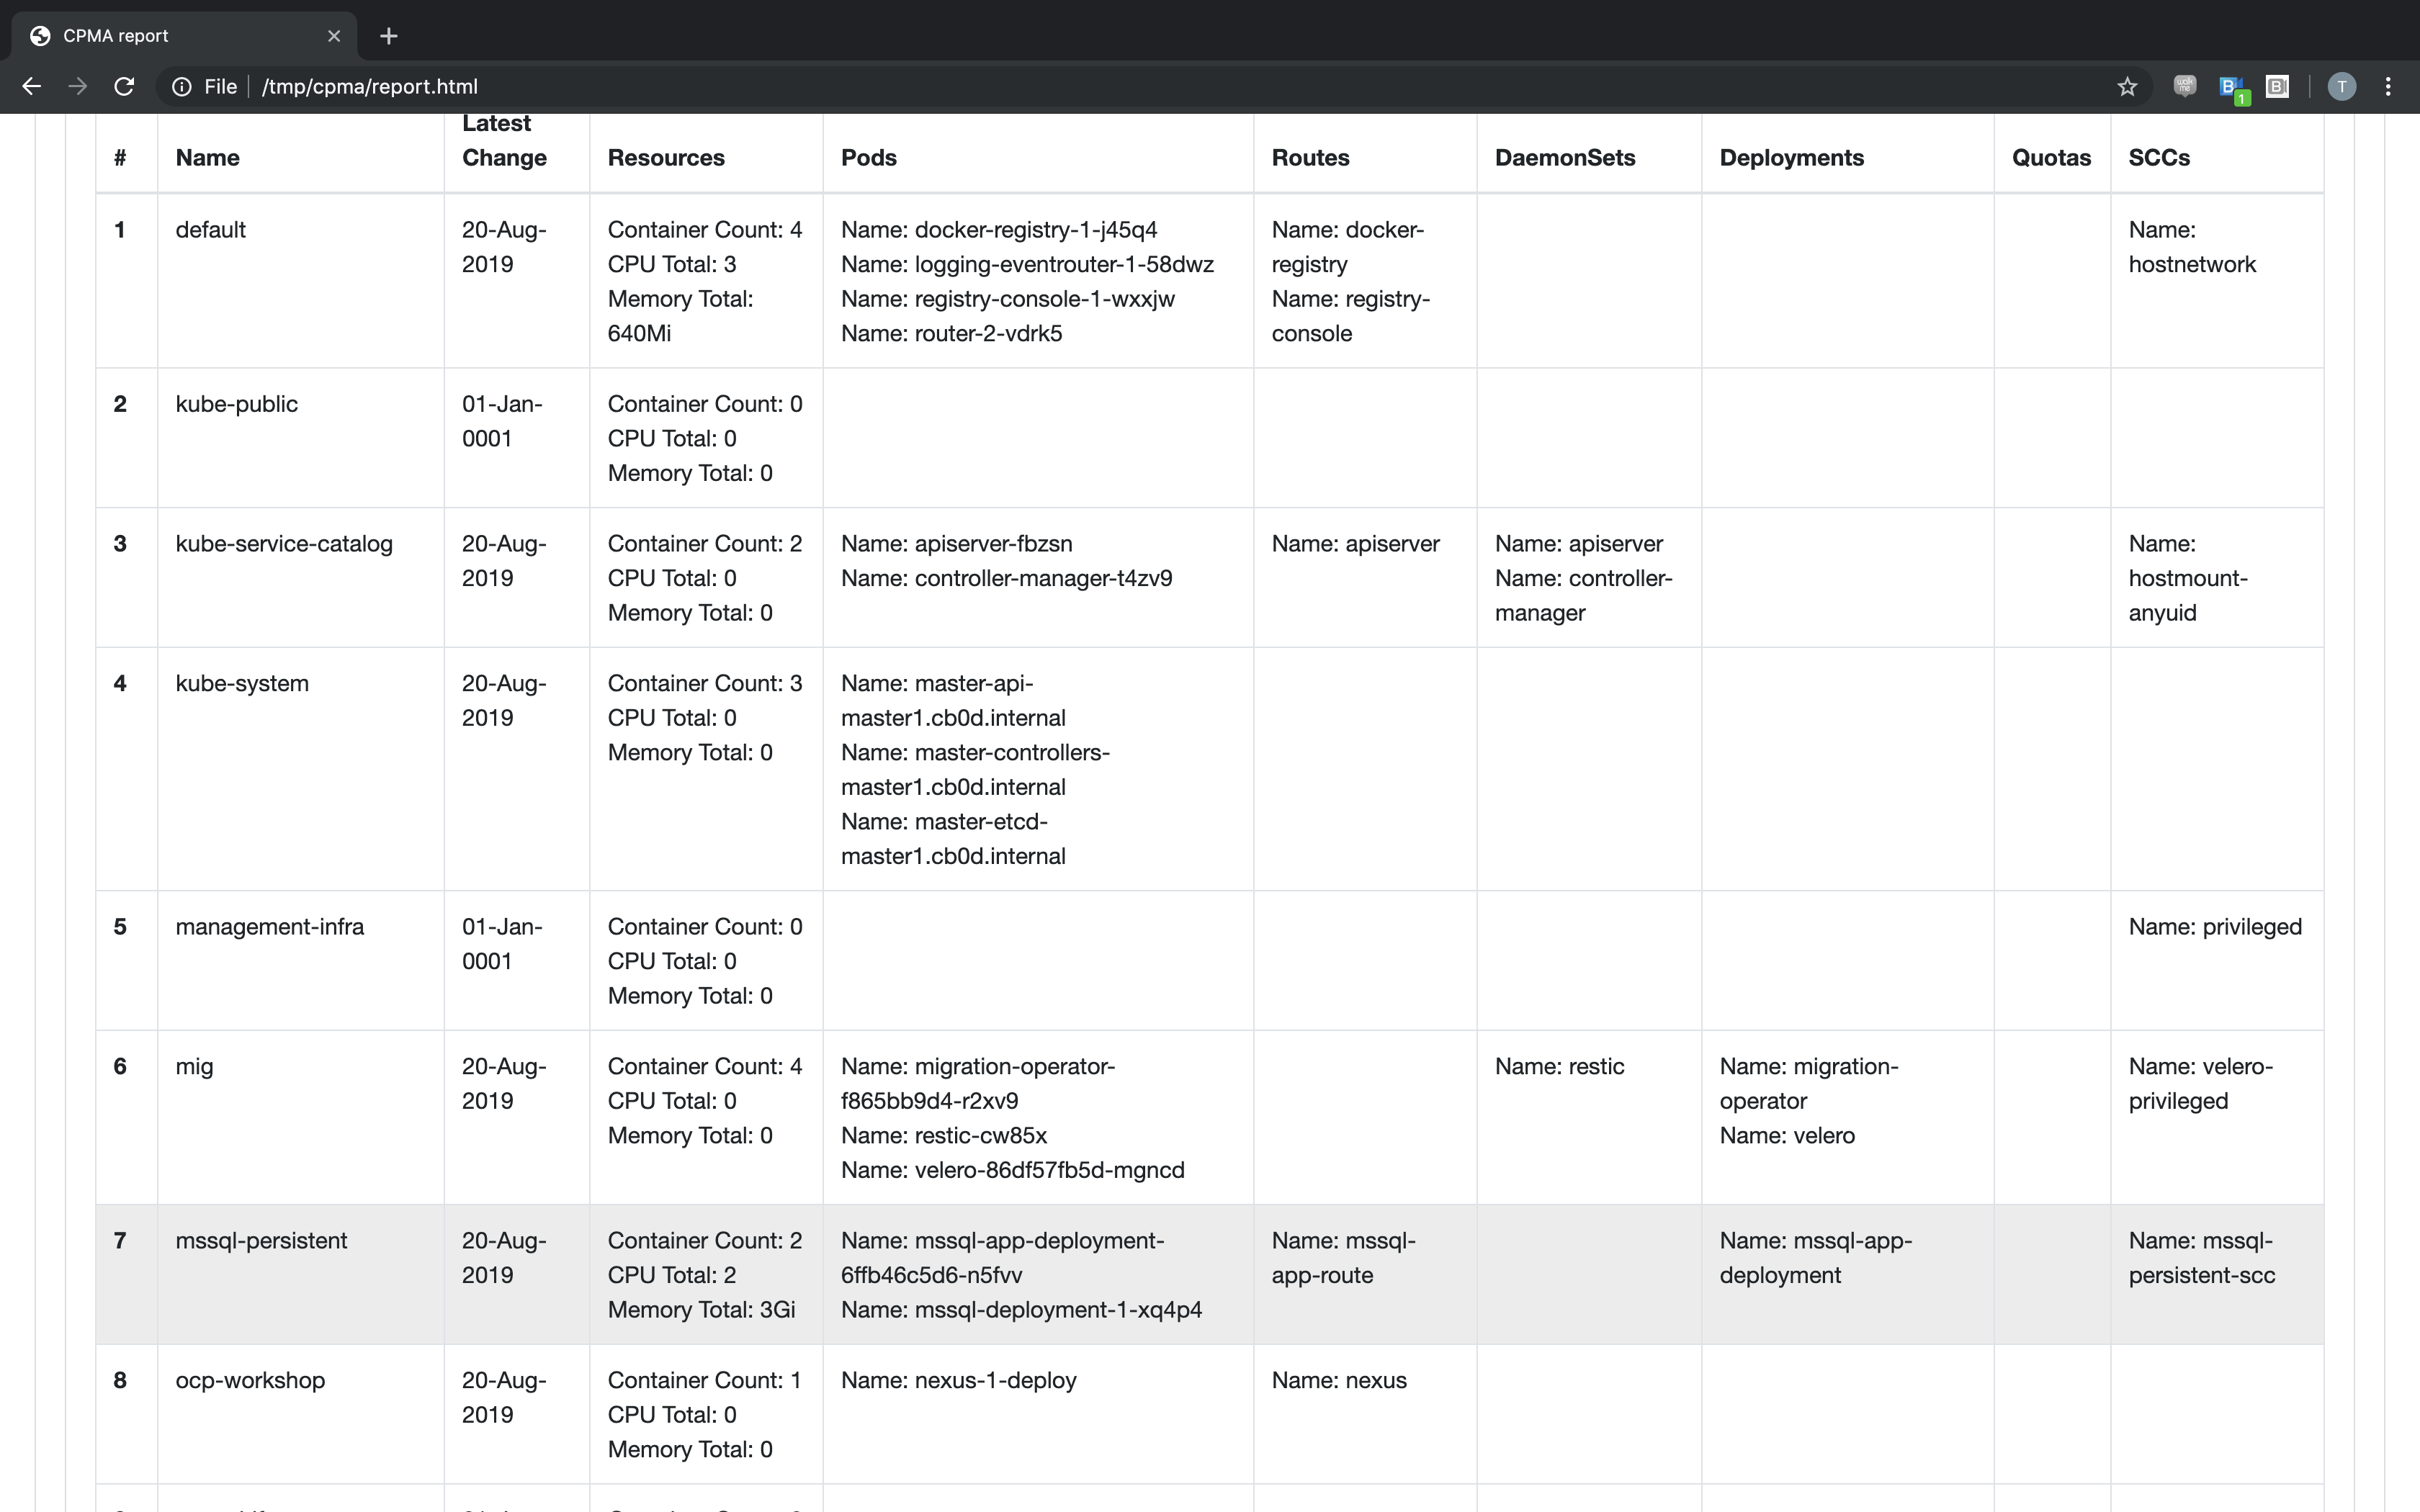 CPMA report
File /tmp/cpma/report.html
# Name Latest Change Resources Pods Routes DaemonSets Deployments Quotas SCCs
1
default
20-Aug-
2019
Container Count: 4
CPU Total: 3
Memory Total:
640Mi
Name: docker-registry-1-j45q4
Name: logging-eventrouter-1-58dwz
Name: registry-console-1-wxxjw
Name: router-2-vdrk5
Name: docker-
registry
Name: registry-
console
Name:
hostnetwork
2
kube-public
01-Jan-
0001
Container Count: 0
CPU Total: 0
Memory Total: 0
3
kube-service-catalog
20-Aug-
2019
Container Count: 2
CPU Total: 0
Memory Total: 0
Name: apiserver-fbzsn
Name: controller-manager-t4zv9
Name: apiserver
Name: apiserver
Name: controller-
manager
Name:
hostmount-
anyuid
4
kube-system
20-Aug-
2019
Container Count: 3
CPU Total: 0
Memory Total: 0
Name: master-api-
master1.cb0d.internal
Name: master-controllers-
master1.cb0d.internal
Name: master-etcd-
master1.cb0d.internal
5
management-infra
01-Jan-
0001
Container Count: 0
CPU Total: 0
Memory Total: 0
Name: privileged
6
mig
20-Aug-
2019
Container Count: 4
CPU Total: 0
Memory Total: 0
Name: migration-operator-
f865bb9d4-r2xv9
Name: restic-cw85x
Name: velero-86df57fb5d-mgncd
Name: restic
Name: migration-
operator
Name: velero
Name: velero-
privileged
7
mssql-persistent
20-Aug-
2019
Container Count: 2
CPU Total: 2
Memory Total: 3Gi
Name: mssql-app-deployment-
6ffb46c5d6-n5fvv
Name: mssql-deployment-1-xq4p4
Name: mssql-
app-route
Name: mssql-app-
deployment
Name: mssql-
persistent-scc
8
ocp-workshop
20-Aug-
2019
Container Count: 1
CPU Total: 0
Memory Total: 0
Name: nexus-1-deploy
Name: nexus